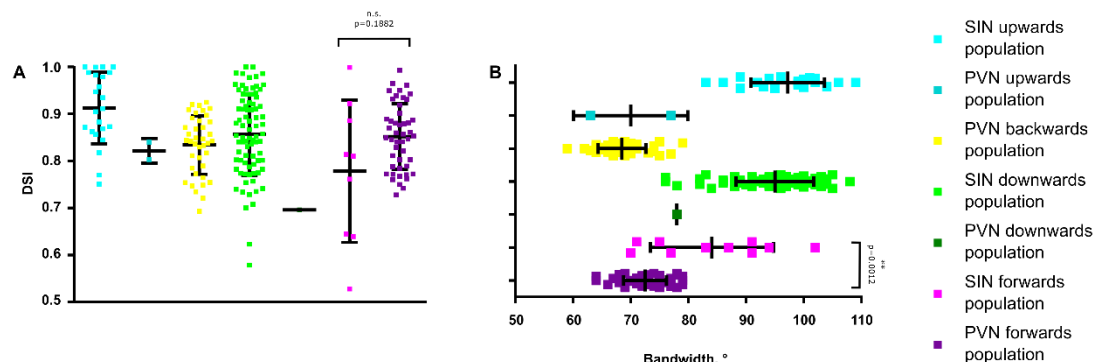 n.s.
p=0.1882
A
1.0
0.9
0.8
0.7
0.6
0.5
DSI
B
50 60 70 80 90 100 110
Bandwidth, °
**
p=0.0012
SIN upwards
population
PVN upwards
population
PVN backwards
population
SIN downwards
population
PVN downwards
population
SIN forwards
population
PVN forwards
population